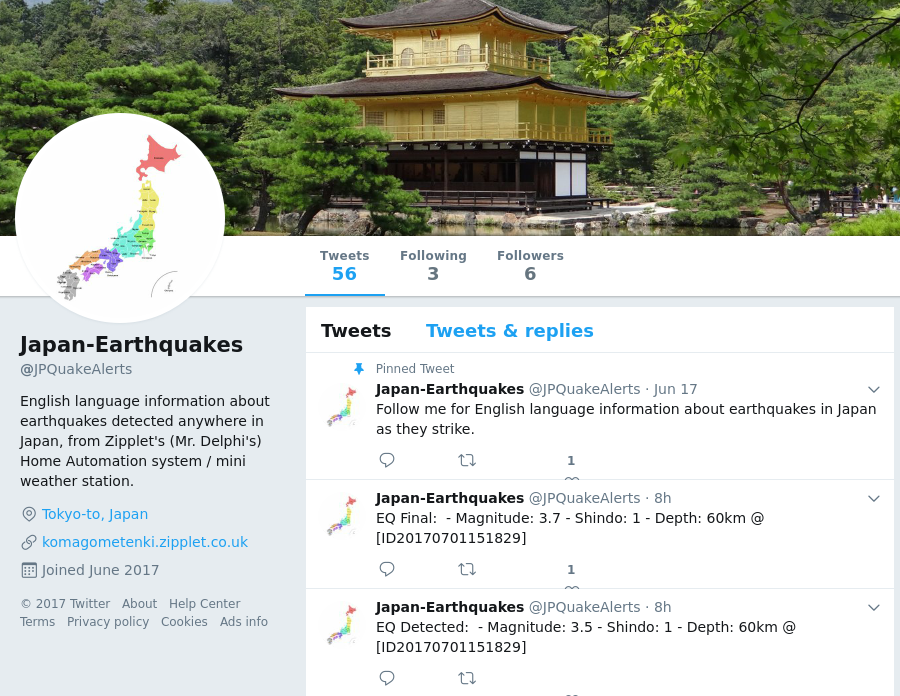 Tweets
56
Following
3
Followers
6
Japan-Earthquakes
@JPQuakeAlerts
English language information about
earthquakes detected anywhere in
Japan, from Zipplet's (Mr. Delphi's)
Home Automation system / mini
weather station.
Tokyo-to, Japan
komagometenki.zipplet.co.uk
Joined June 2017
© 2017 Twitter About Help Center
Terms Privacy policy Cookies Ads info
Tweets Tweets & replies
Pinned Tweet
Japan-Earthquakes @JPQuakeAlerts · Jun 17
Follow me for English language information about earthquakes in Japan
as they strike.
1
Japan-Earthquakes @JPQuakeAlerts · 8h
EQ Final:  - Magnitude: 3.7 - Shindo: 1 - Depth: 60km @
[ID20170701151829]
1
Japan-Earthquakes @JPQuakeAlerts · 8h
EQ Detected:  - Magnitude: 3.5 - Shindo: 1 - Depth: 60km @
[ID20170701151829]